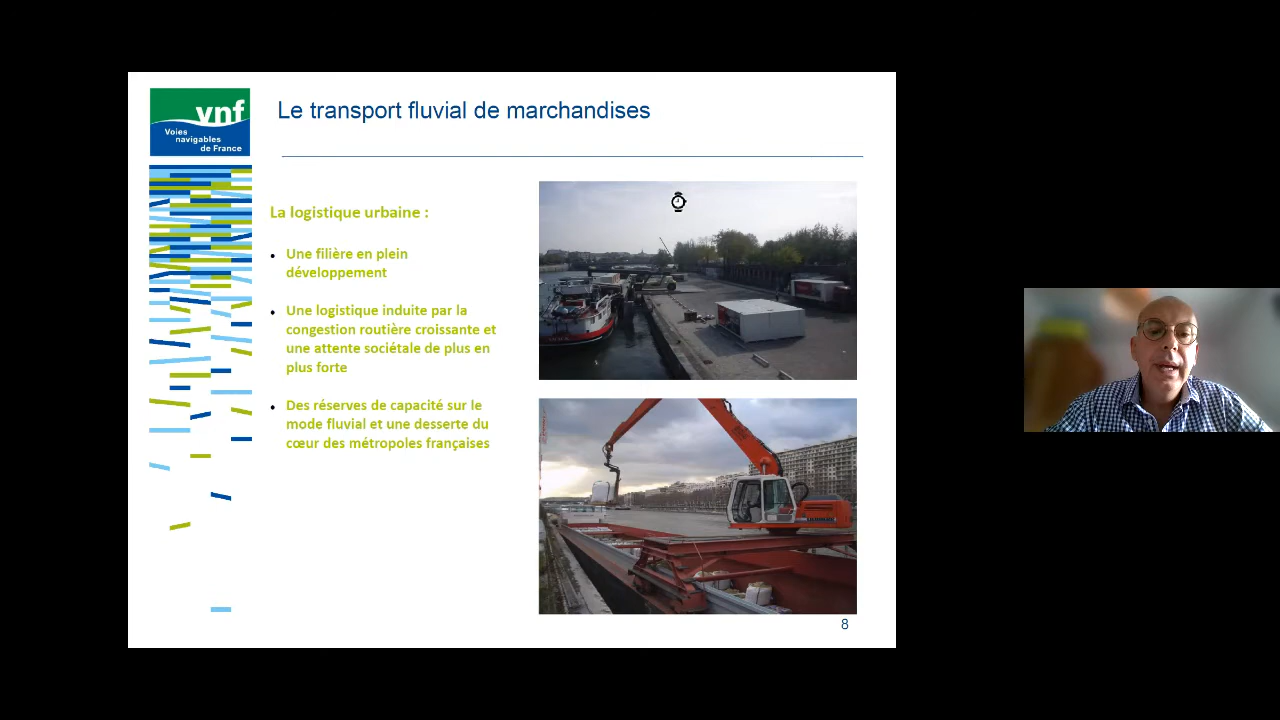 vnf
Voies
navigables
de France
Le transport fluvial de marchandises
La logistique urbaine :
• Une filière en plein
développement
• Une logistique induite par la
congestion routière croissante et
une attente sociétale de plus en
plus forte
• Des réserves de capacité sur le
mode fluvial et une desserte du
cœur des métropoles françaises
8